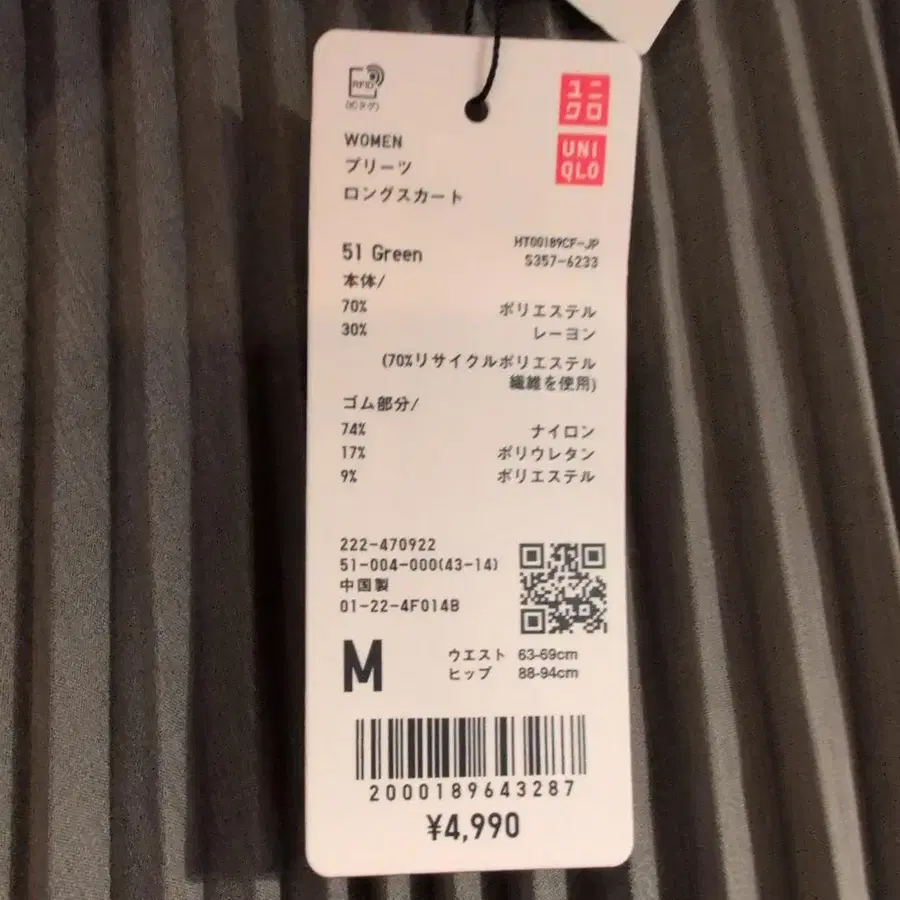 RFID
(ICタグ)
ユニ
クロ
UNI
QLO
WOMEN
プリーツ
ロングスカート
51 Green
HT00189CF-JP
S357-6233
本体/
70% ポリエステル
30% レーヨン
(70%リサイクルポリエステル
繊維を使用)
ゴム部分/
74% ナイロン
17% ポリウレタン
9% ポリエステル
222-470922
51-004-000(43-14)
中国製
01-22-4F014B
M
ウエスト 63-69cm
ヒップ 88-94cm
2000189643287
¥4,990